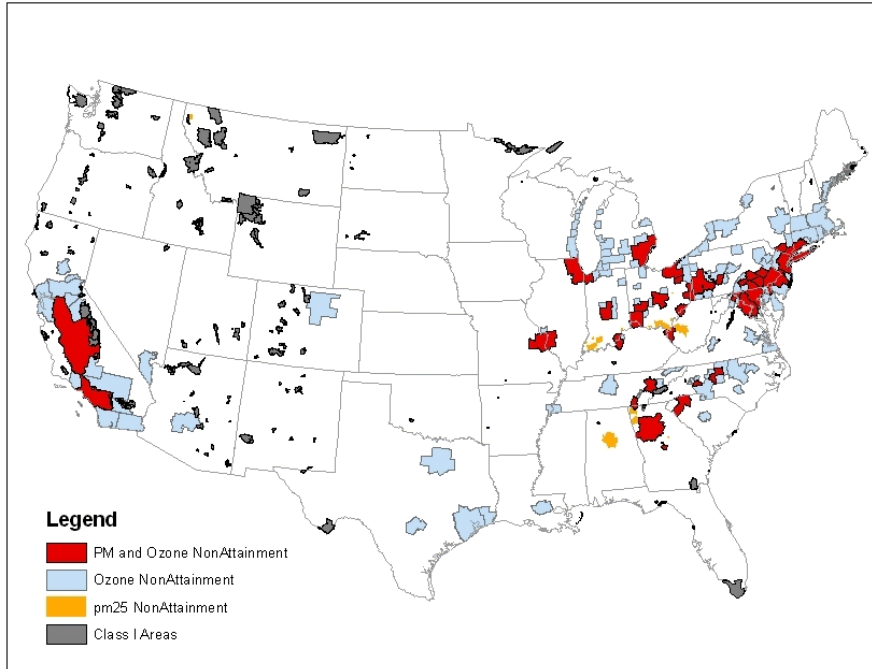 Legend
PM and Ozone NonAttainment
Ozone NonAttainment
pm25 NonAttainment
Class I Areas